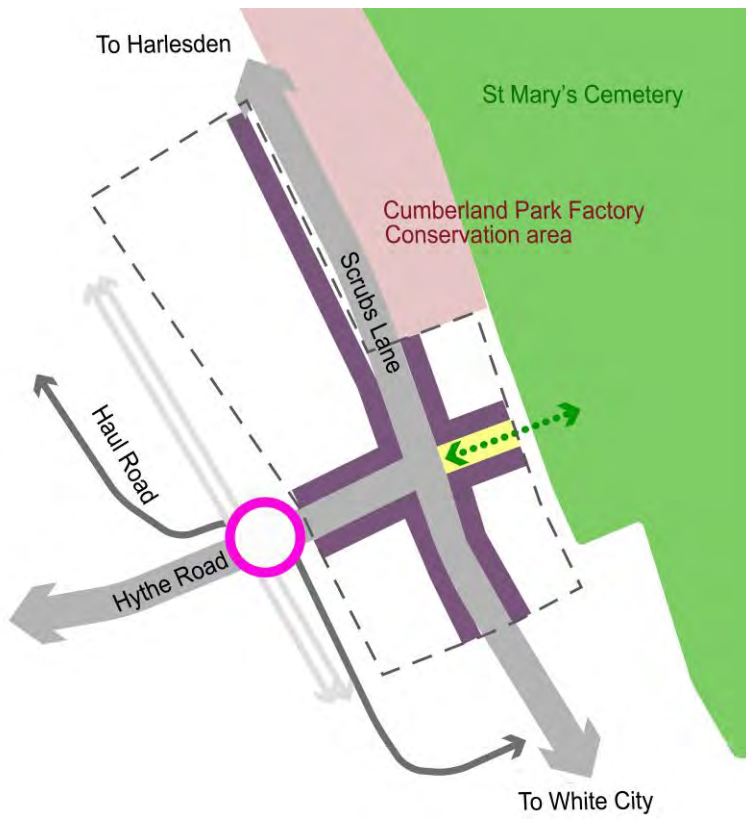 To Harlesden
St Mary's Cemetery
Cumberland Park Factory
Conservation area
Scrubs Lane
Haul Road
Hythe Road
To White City